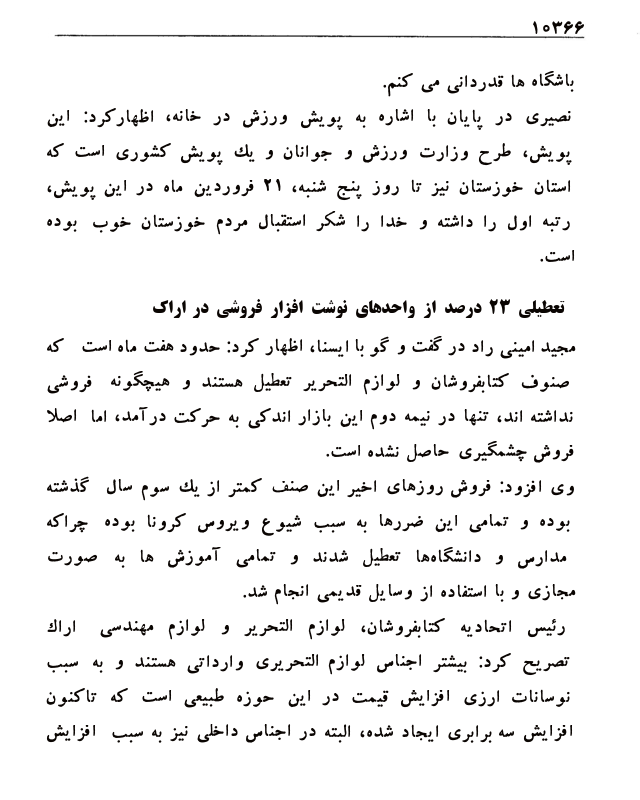 ۱۰۳۶۶
باشگاه ها قدردانی می کنم.
نصیری در پایان با اشاره به پویش ورزش در خانه، اظهارکرد: این
پویش، طرح وزارت ورزش و جوانان و یك پویش کشوری است که
استان خوزستان نیز تا روز پنج شنبه، ۲۱ فروردین ماه در این پویش،
رتبه اول را داشته و خدا را شکر استقبال مردم خوزستان خوب بوده
است.
تعطیلی ۲۳ درصد از واحدهای نوشت افزار فروشی در اراك
مجید امینی راد در گفت و گو با ایسنا، اظهار کرد: حدود هفت ماه است که
صنوف کتابفروشان و لوازم التحریر تعطیل هستند و هیچگونه فروشی
نداشته اند، تنها در نیمه دوم این بازار اندکی به حرکت درآمد، اما اصلا
فروش چشمگیری حاصل نشده است.
وی افزود: فروش روزهای اخیر این صنف کمتر از یك سوم سال گذشته
بوده و تمامی این ضررها به سبب شیوع ویروس کرونا بوده چراکه
مدارس و دانشگاه‌ها تعطیل شدند و تمامی آموزش ها به صورت
مجازی و با استفاده از وسایل قدیمی انجام شد.
رئیس اتحادیه کتابفروشان، لوازم التحریر و لوازم مهندسی اراك
تصریح کرد: بیشتر اجناس لوازم التحریری وارداتی هستند و به سبب
نوسانات ارزی افزایش قیمت در این حوزه طبیعی است که تاکنون
افزایش سه برابری ایجاد شده، البته در اجناس داخلی نیز به سبب افزایش